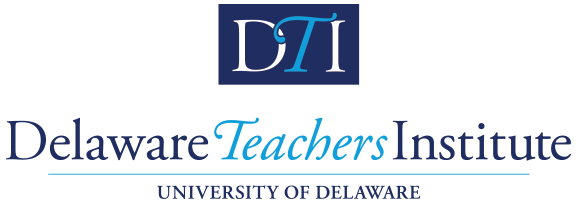 DTI
Delaware Teachers Institute
UNIVERSITY OF DELAWARE